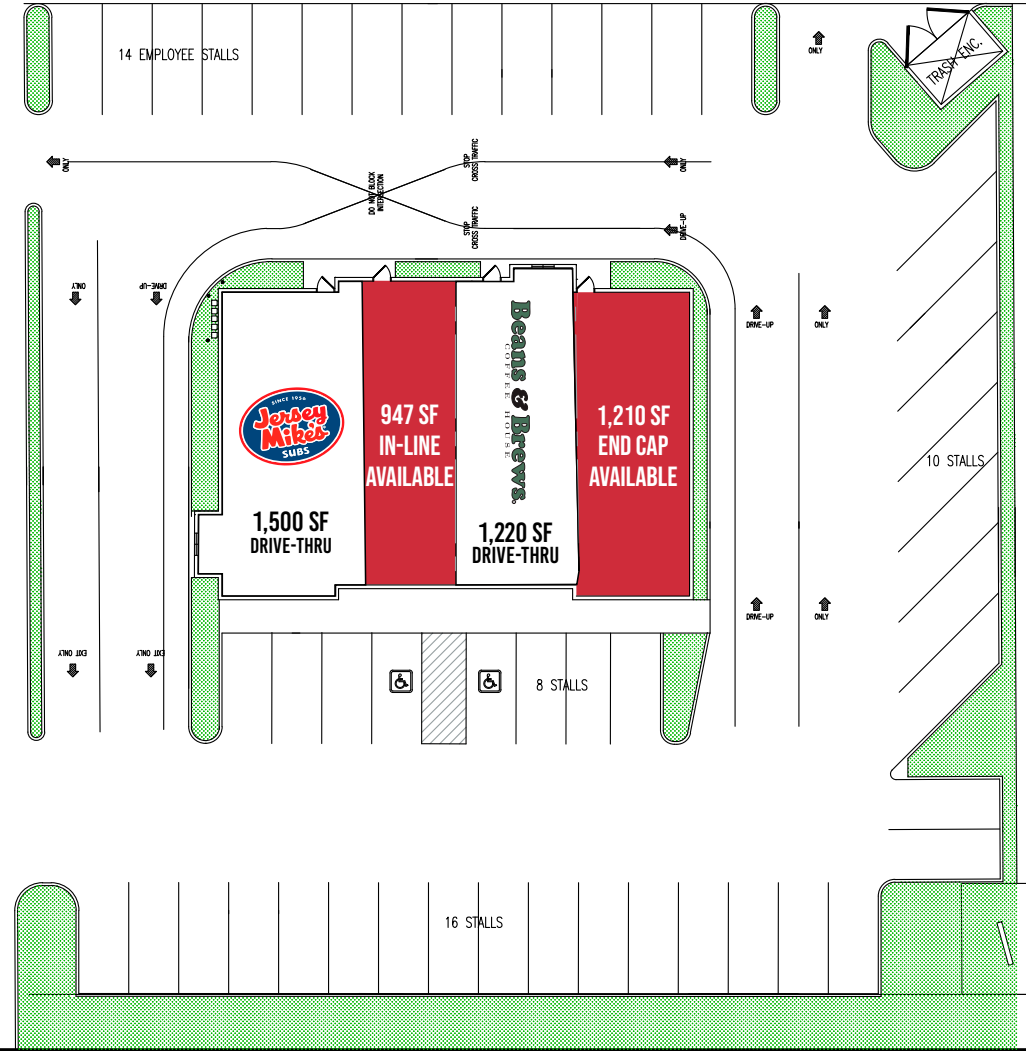 14 EMPLOYEE STALLS
ONLY
TRASH ENC.
ONLY
STOP
CROSS TRAFFIC
ONLY
DO NOT BLOCK
INTERSECTION
STOP
CROSS TRAFFIC
DRIVE-UP
ONLY
DRIVE-UP
DRIVE-UP
ONLY
SINCE 1956
Jersey
Mike's
SUBS
1,500 SF
DRIVE-THRU
947 SF
IN-LINE
AVAILABLE
Beans & Brews.
COFFEE HOUSE
1,220 SF
DRIVE-THRU
1,210 SF
END CAP
AVAILABLE
10 STALLS
DRIVE-UP
ONLY
EXIT ONLY
EXIT ONLY
8 STALLS
16 STALLS